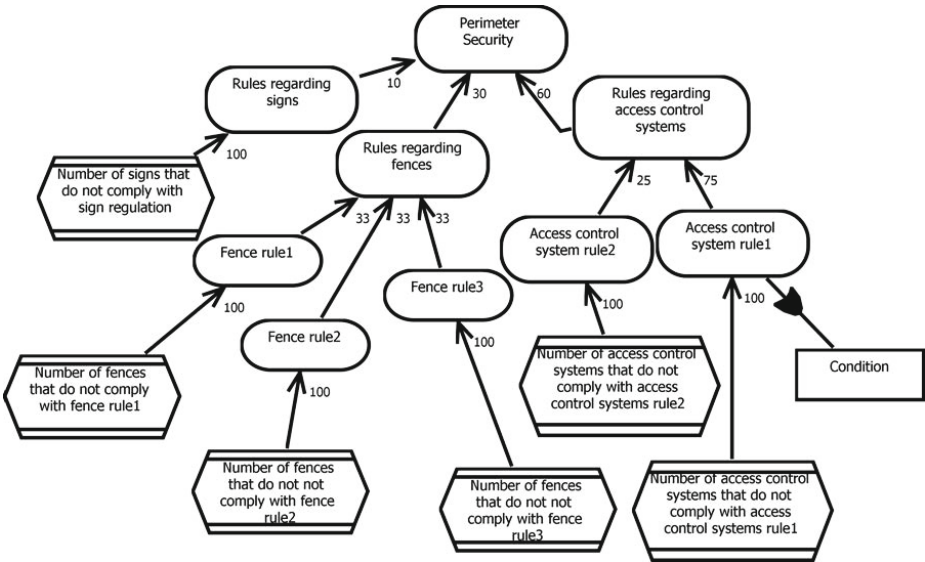 Perimeter
Security
10
30
60
Rules regarding
signs
Rules regarding
access control
systems
100
Rules regarding
fences
Number of signs that
do not comply with
sign regulation
25
75
33
33
33
Fence rule1
Access control
system rule2
Access control
system rule1
Fence rule3
100
100
100
Fence rule2
100
Number of fences
that do not comply
with fence rule1
Number of access control
systems that do not
comply with access
control systems rule2
Condition
100
Number of fences
that do not not
comply with fence
rule2
Number of fences
that do not not
comply with fence
rule3
Number of access control
systems that do not
comply with access
control systems rule1